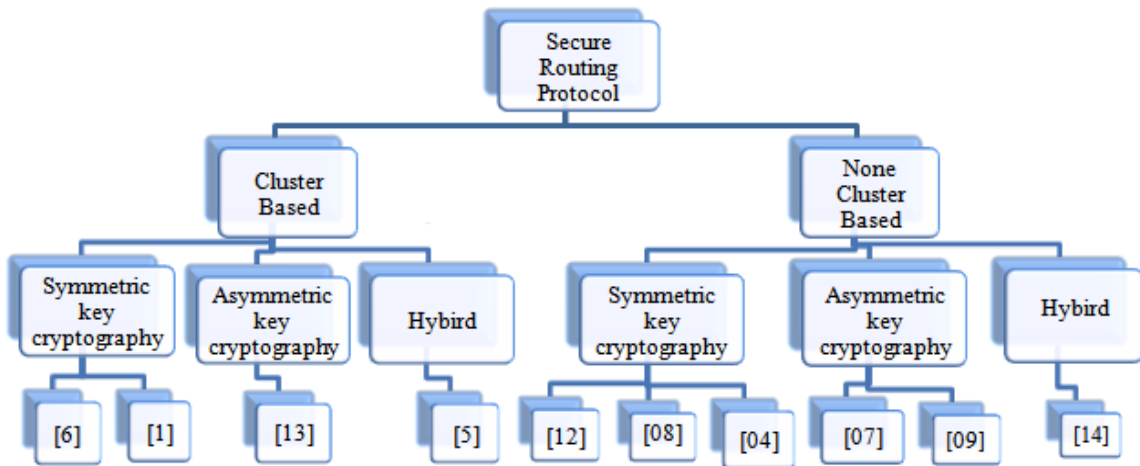 Secure
Routing
Protocol
Cluster
Based
None
Cluster
Based
Symmetric
key
cryptography
Asymmetric
key
cryptography
Hybird
Symmetric
key
cryptography
Asymmetric
key
cryptography
Hybird
[6]
[1]
[13]
[5]
[12]
[08]
[04]
[07]
[09]
[14]